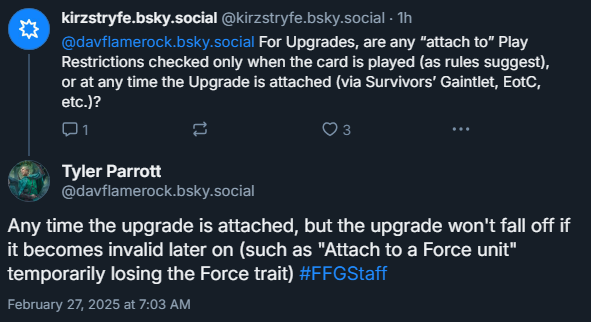 kirzstryfe.bsky.social @kirzstryfe.bsky.social · 1h
@davflamerock.bsky.social For Upgrades, are any “attach to” Play
Restrictions checked only when the card is played (as rules suggest),
or at any time the Upgrade is attached (via Survivors’ Gaintlet, EotC,
etc.)?
1
3
Tyler Parrott
@davflamerock.bsky.social
Any time the upgrade is attached, but the upgrade won't fall off if
it becomes invalid later on (such as "Attach to a Force unit"
temporarily losing the Force trait) #FFGStaff
February 27, 2025 at 7:03 AM